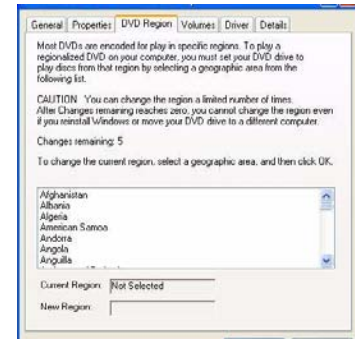 General Properties DVD Region Volumes Driver Details
Most DVDs are encoded for play in specific regions. To play a
regionalized DVD on your computer, you must set your DVD drive to
play discs from that region by selecting a geographic area from the
following list.
CAUTION You can change the region a limited number of times.
After Changes remaining reaches zero, you cannot change the region even
if you reinstall Windows or move your DVD drive to a different computer.
Changes remaining: 5
To change the current region, select a geographic area, and then click OK.
Afghanistan
Albania
Algeria
American Samoa
Andorra
Angola
Anguilla
Current Region: Not Selected
New Region: